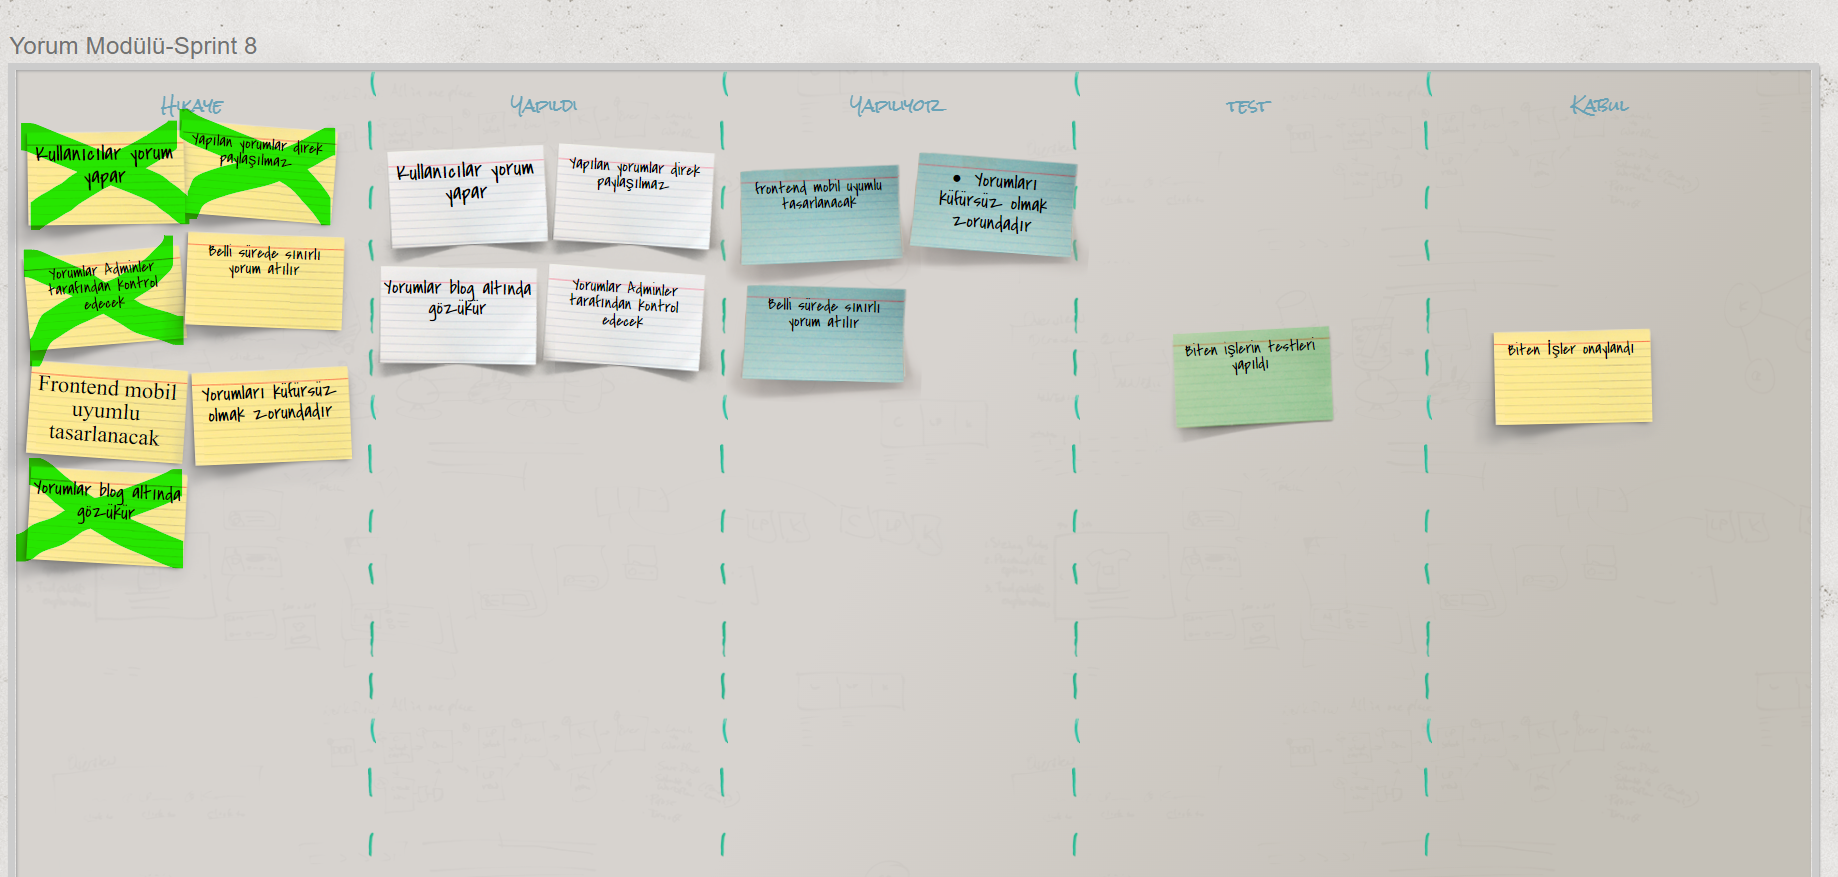 Yorum Modülü-Sprint 8
Hikaye
Yapıldı
Yapılıyor
test
Kabul
Kullanıcılar yorum
yapar
Yapılan yorumlar direk
paylaşılmaz
Yorumlar Adminler
tarafından kontrol
edecek
Belli sürede sınırlı
yorum atılır
Frontend mobil
uyumlu
tasarlanacak
Yorumları küfürsüz
olmak zorundadır
Yorumlar blog altında
gözükür
Kullanıcılar yorum
yapar
Yapılan yorumlar direk
paylaşılmaz
Yorumlar blog altında
gözükür
Yorumlar Adminler
tarafından kontrol
edecek
frontend mobil uyumlu
tasarlanacak
• Yorumları
küfürsüz olmak
zorundadır
Belli sürede sınırlı
yorum atılır
Biten işlerin testleri
yapıldı
Biten İşler onaylandı